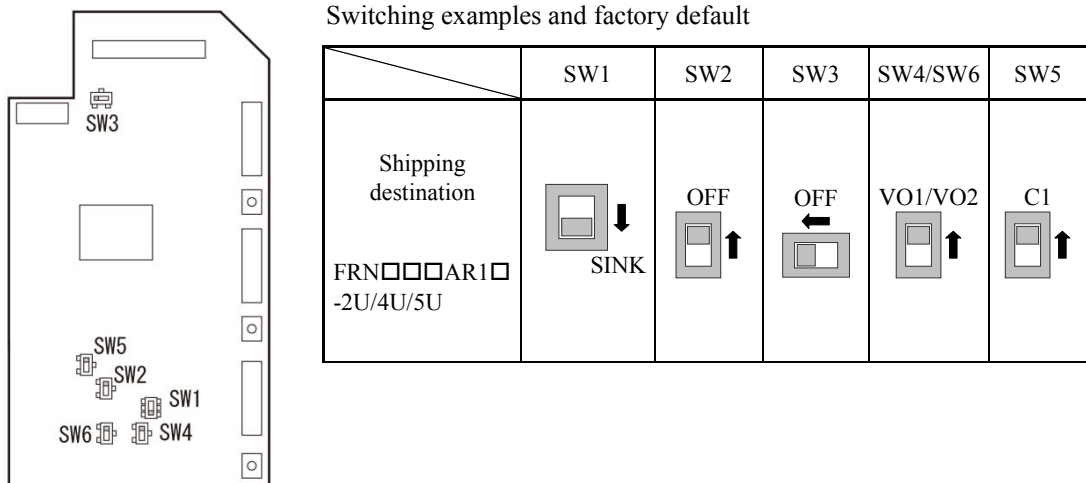 Switching examples and factory default
SW1 SW2 SW3 SW4/SW6 SW5
Shipping
destination
FRN□□□AR1□
-2U/4U/5U
SINK
OFF
OFF
VO1/VO2
C1
SW3
SW5
SW2
SW1
SW6
SW4